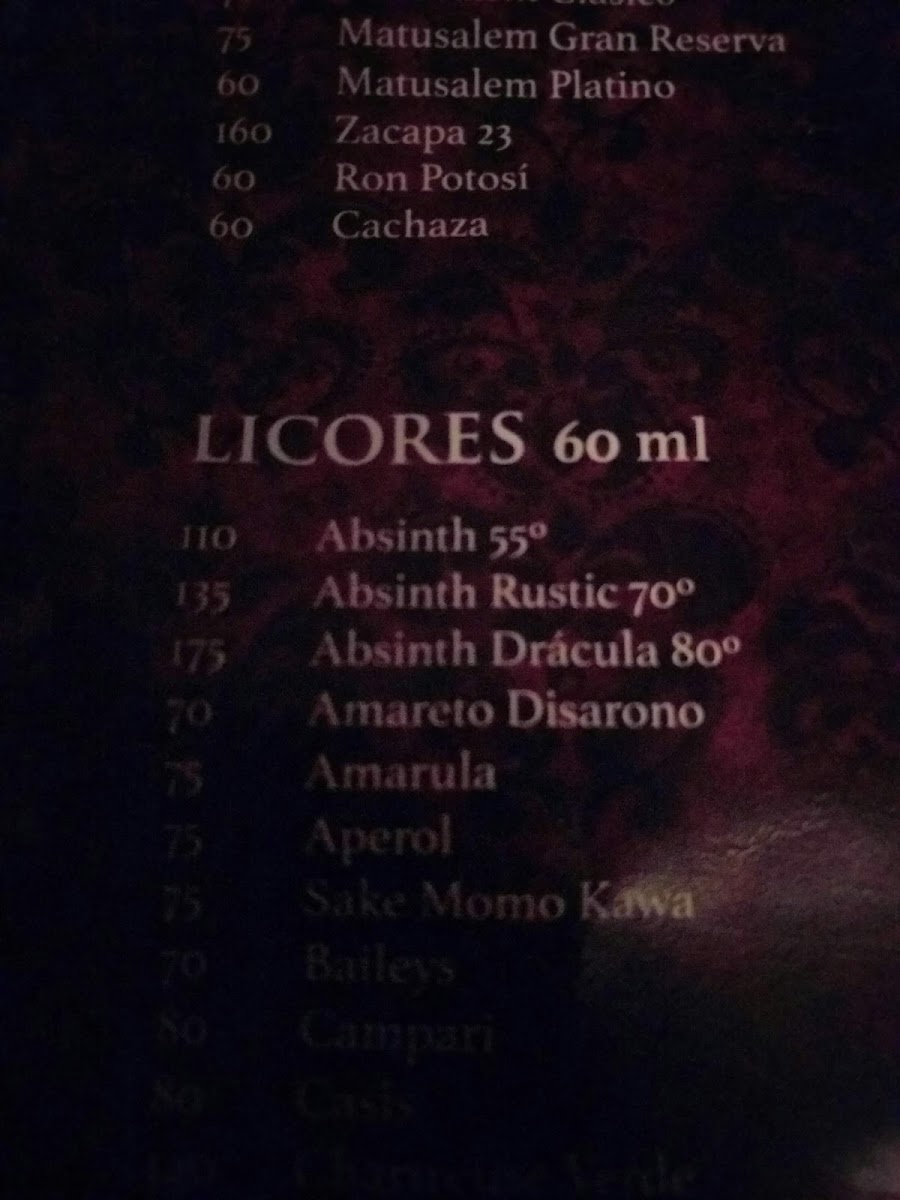 75 Matusalem Gran Reserva
60 Matusalem Platino
160 Zacapa 23
60 Ron Potosí
60 Cachaza
LICORES 60 ml
110 Absinth 55º
135 Absinth Rustic 70º
175 Absinth Drácula 80º
70 Amareto Disarono
75 Amarula
75 Aperol
75 Sake Momo Kawa
70 Baileys
80 Campari
80 Casis